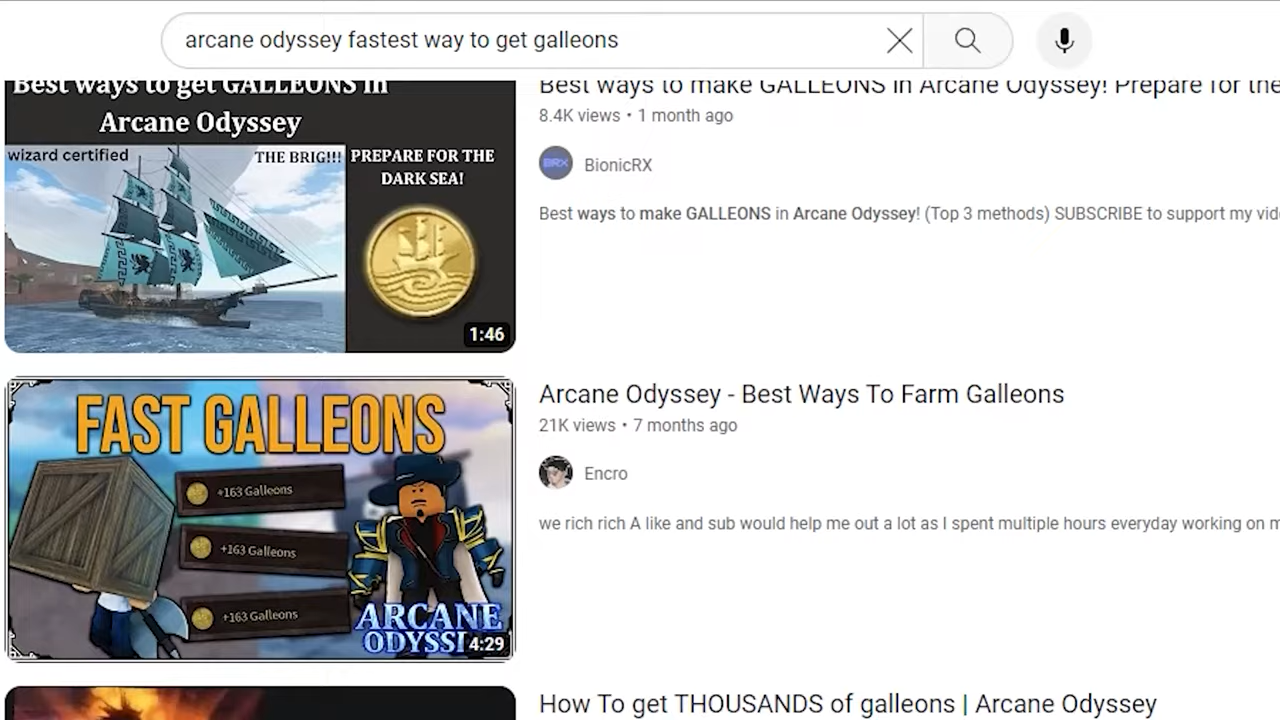 arcane odyssey fastest way to get galleons
Best ways to get GALLEONS in
Arcane Odyssey
wizard certified
THE BRIG!!!
PREPARE FOR THE
DARK SEA!
1:46
Best ways to make GALLEONS in Arcane Odyssey! Prepare for the
8.4K views • 1 month ago
BRX
BionicRX
Best ways to make GALLEONS in Arcane Odyssey! (Top 3 methods) SUBSCRIBE to support my
FAST GALLEONS
+163 Galleons
+163 Galleons
+163 Galleons
ARCANE
4:29
Arcane Odyssey - Best Ways To Farm Galleons
21K views • 7 months ago
Encro
we rich rich A like and sub would help me out a lot as I spent multiple hours everyday working on
How To get THOUSANDS of galleons | Arcane Odyssey